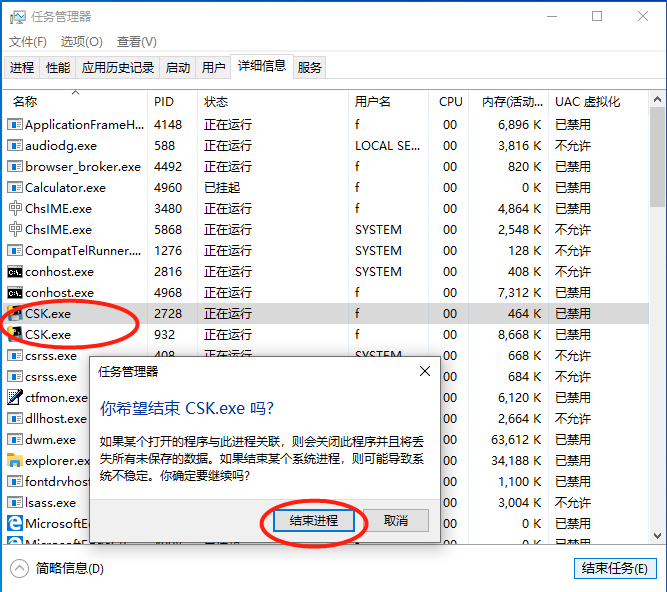 任务管理器
文件(F) 选项(O) 查看(V)
进程 性能 应用历史记录 启动 用户 详细信息 服务
名称 PID 状态 用户名 CPU 内存(活动... UAC 虚拟化
ApplicationFrameH... 4148 正在运行 f 00 6,896 K 已禁用
audiodg.exe 588 正在运行 LOCAL SE... 00 3,816 K 不允许
browser_broker.exe 4492 正在运行 f 00 820 K 已禁用
Calculator.exe 4960 已挂起 f 00 0 K 已禁用
ChsIME.exe 3480 正在运行 f 00 4,864 K 已禁用
ChsIME.exe 5868 正在运行 SYSTEM 00 2,548 K 不允许
CompatTelRunner.... 1276 正在运行 SYSTEM 00 128 K 不允许
conhost.exe 2816 正在运行 SYSTEM 00 408 K 不允许
conhost.exe 4968 正在运行 f 00 7,312 K 已禁用
CSK.exe 2728 正在运行 f 00 464 K 已禁用
CSK.exe 932 正在运行 f 00 8,668 K 已禁用
csrss.exe 408 正在运行 SYSTEM 00 668 K 不允许
csrss.exe 00 684 K 不允许
ctfmon.exe 00 6,120 K 已禁用
dllhost.exe 00 2,664 K 不允许
dwm.exe 00 63,612 K 已禁用
explorer.ex 00 34,188 K 已禁用
fontdrvhos 00 1,100 K 已禁用
lsass.exe 00 3,004 K 不允许
MicrosoftE 00 已禁用
MicrosoftE
任务管理器
你希望结束 CSK.exe 吗?
如果某个打开的程序与此进程关联，则会关闭此程序并且将丢
失所有未保存的数据。如果结束某个系统进程，则可能导致系
统不稳定。你确定要继续吗?
结束进程 取消
简略信息(D) 结束任务(E)